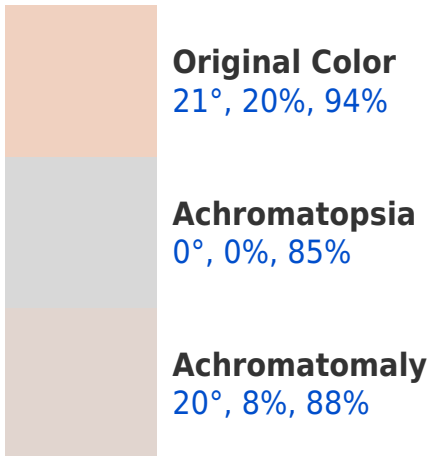 Original Color
21°, 20%, 94%
Achromatopsia
0°, 0%, 85%
Achromatomaly
20°, 8%, 88%